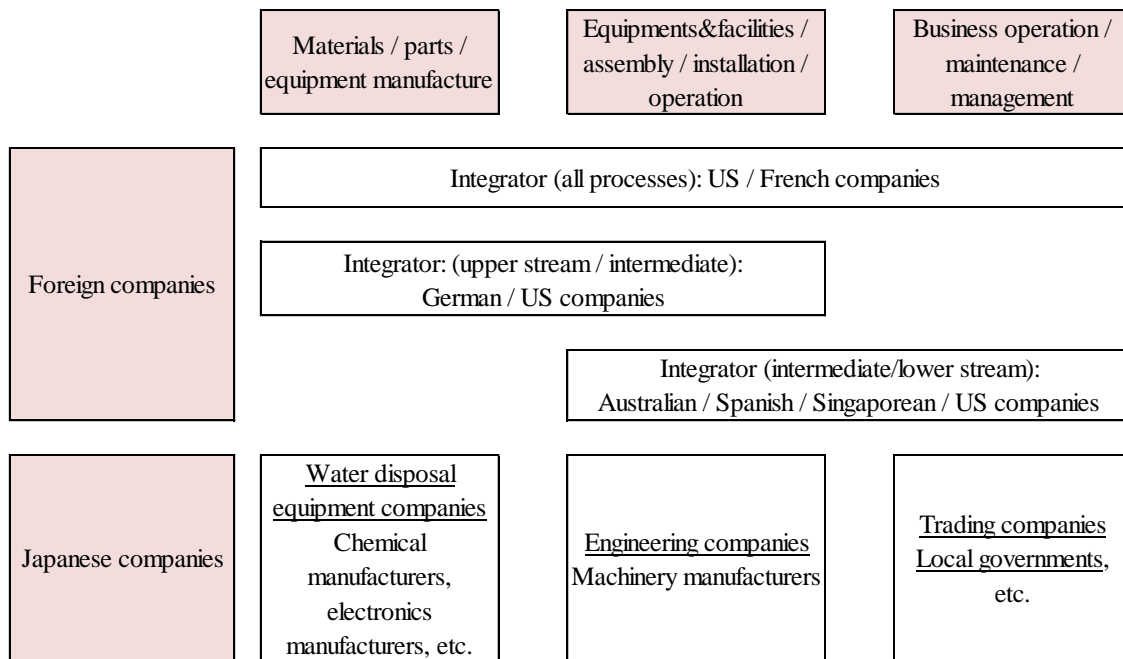 Materials / parts /
equipment manufacture
Equipments&facilities /
assembly / installation /
operation
Business operation /
maintenance /
management
Foreign companies
Integrator (all processes): US / French companies
Integrator: (upper stream / intermediate):
German / US companies
Integrator (intermediate/lower stream):
Australian / Spanish / Singaporean / US companies
Japanese companies
Water disposal
equipment companies
Chemical
manufacturers,
electronics
manufacturers, etc.
Engineering companies
Machinery manufacturers
Trading companies
Local governments,
etc.